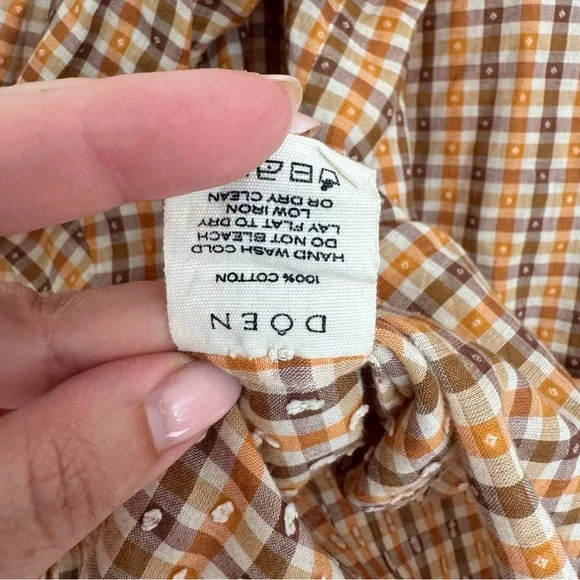 DÔEN
100% COTTON
HAND WASH COLD
DO NOT BLEACH
LAY FLAT TO DRY
LOW IRON
OR DRY CLEAN